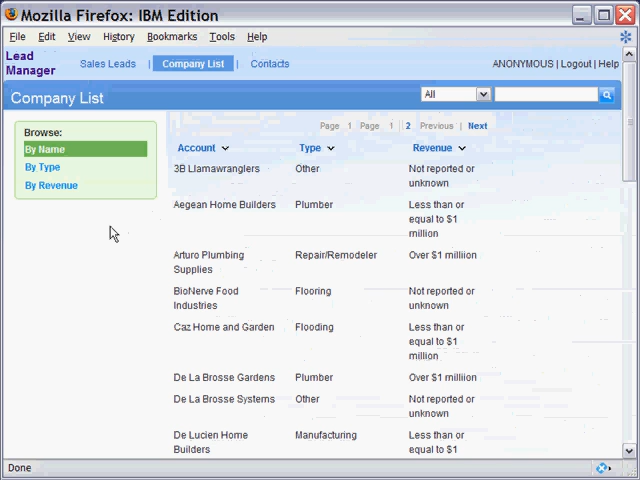 Mozilla Firefox: IBM Edition
File Edit View History Bookmarks Tools Help
Lead Manager
Sales Leads | Company List | Contacts
ANONYMOUS | Logout | Help
Company List
All
Browse:
By Name
By Type
By Revenue
Page 1 Page 1 | 2 Previous | Next
Account Type Revenue
3B Llamawranglers Other Not reported or unknown
Aegean Home Builders Plumber Less than or equal to $1 million
Arturo Plumbing Supplies Repair/Remodeler Over $1 milliion
BioNerve Food Industries Flooring Not reported or unknown
Caz Home and Garden Flooding Less than or equal to $1 million
De La Brosse Gardens Plumber Over $1 milliion
De La Brosse Systems Other Not reported or unknown
De Lucien Home Builders Manufacturing Less than or equal to $1
Done